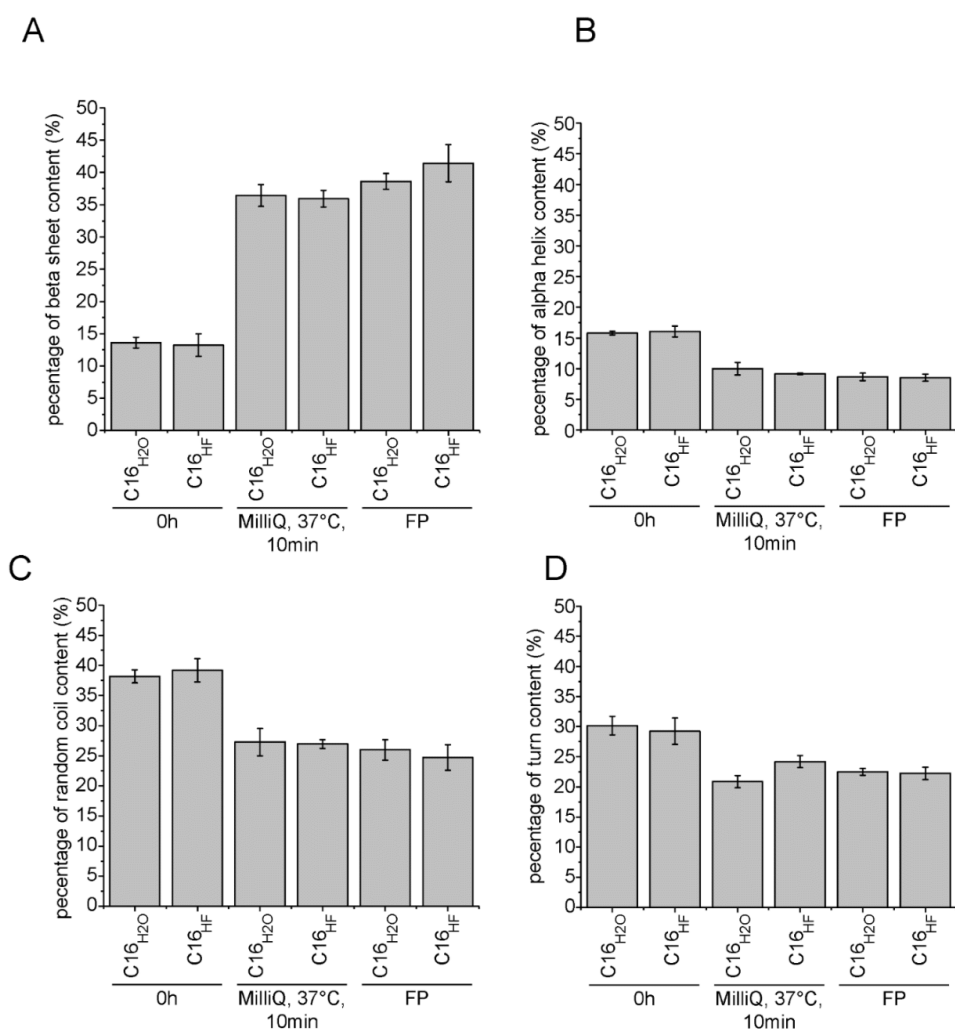 A
pecentage of beta sheet content (%)
50
45
40
35
30
25
20
15
10
5
0
C16H2O
C16HF
C16H2O
C16HF
C16H2O
C16HF
0h
MilliQ, 37°C,
10min
FP
B
pecentage of alpha helix content (%)
50
45
40
35
30
25
20
15
10
5
0
C16H2O
C16HF
C16H2O
C16HF
C16H2O
C16HF
0h
MilliQ, 37°C,
10min
FP
C
pecentage of random coil content (%)
50
45
40
35
30
25
20
15
10
5
0
C16H2O
C16HF
C16H2O
C16HF
C16H2O
C16HF
0h
MilliQ, 37°C,
10min
FP
D
pecentage of turn content (%)
50
45
40
35
30
25
20
15
10
5
0
C16H2O
C16HF
C16H2O
C16HF
C16H2O
C16HF
0h
MilliQ, 37°C,
10min
FP